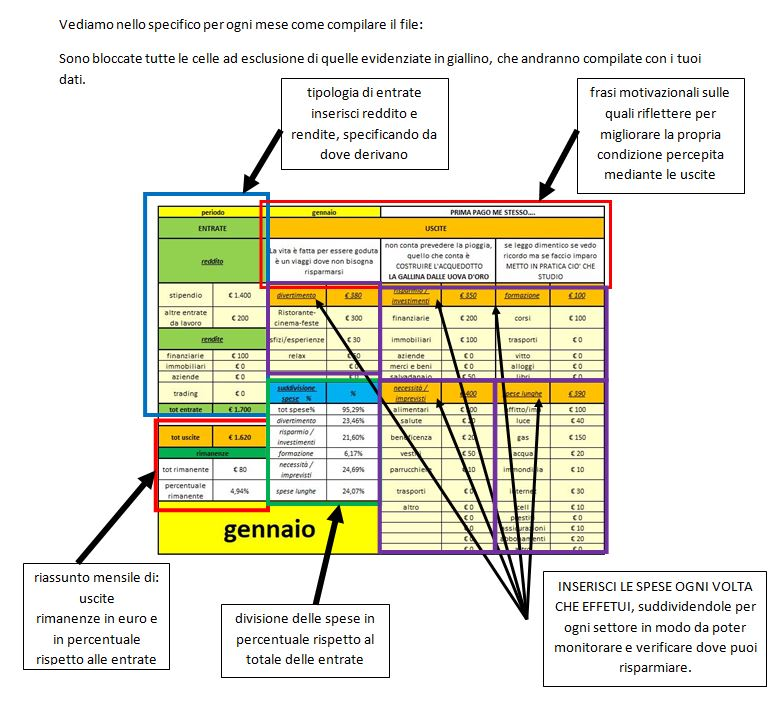 Vediamo nello specifico per ogni mese come compilare il file:
Sono bloccate tutte le celle ad esclusione di quelle evidenziate in giallino, che andranno compilate con i tuoi
dati.
tipologia di entrate
inserisci reddito e
rendite, specificando da
dove derivano
frasi motivazionali sulle
quali riflettere per
migliorare la propria
condizione percepita
mediante le uscite
periodo gennaio PRIMA PAGO ME STESSO....
ENTRATE USCITE
reddito
La vita è fatta per essere goduta
è un viaggi dove non bisogna
risparmarsi
non conta prevedere la pioggia,
quello che conta è
COSTRUIRE L'ACQUEDOTTO
LA GALLINA DALLE UOVA D'ORO
se leggo dimentico se vedo
ricordo ma se faccio imparo
METTO IN PRATICA CIO' CHE
STUDIO
stipendio € 1.400 divertimento € 380 risparmio / investimenti € 350 formazione € 100
altre entrate da lavoro € 200 Ristorante-cinema-feste € 300 finanziarie € 200 corsi € 100
rendite sfizi/esperienze € 30 immobiliari € 100 trasporti € 0
finanziarie € 100 relax aziende € 0 vitto € 0
immobiliari € 0 merci e beni € 0 alloggi € 0
aziende € 0 salvadanaio € 50 libri € 0
trading € 0 suddivisione spese % % necessità / imprevisti spese lunghe € 390
tot entrate € 1.700 tot spese% 95,29% alimentari € 100
divertimento 23,46% salute luce € 40
tot uscite € 1.620 risparmio / investimenti 21,60% beneficenza gas € 150
rimanenze formazione 6,17% € 50 acqua € 20
tot rimanente € 80 necessità / imprevisti 24,69% parrucchiere € 10 immondizia € 10
percentuale rimanente 4,94% spese lunghe 24,07% trasporti internet € 30
gennaio
altro € 0 cell € 10
€ 0 prestiti € 0
€ 0 assicurazioni € 10
€ 0 abbonamenti € 20
€ 0 € 0
riassunto mensile di:
uscite
rimanenze in euro e
in percentuale
rispetto alle entrate
divisione delle spese in
percentuale rispetto al
totale delle entrate
INSERISCI LE SPESE OGNI VOLTA
CHE EFFETUI, suddividendole per
ogni settore in modo da poter
monitorare e verificare dove puoi
risparmiare.